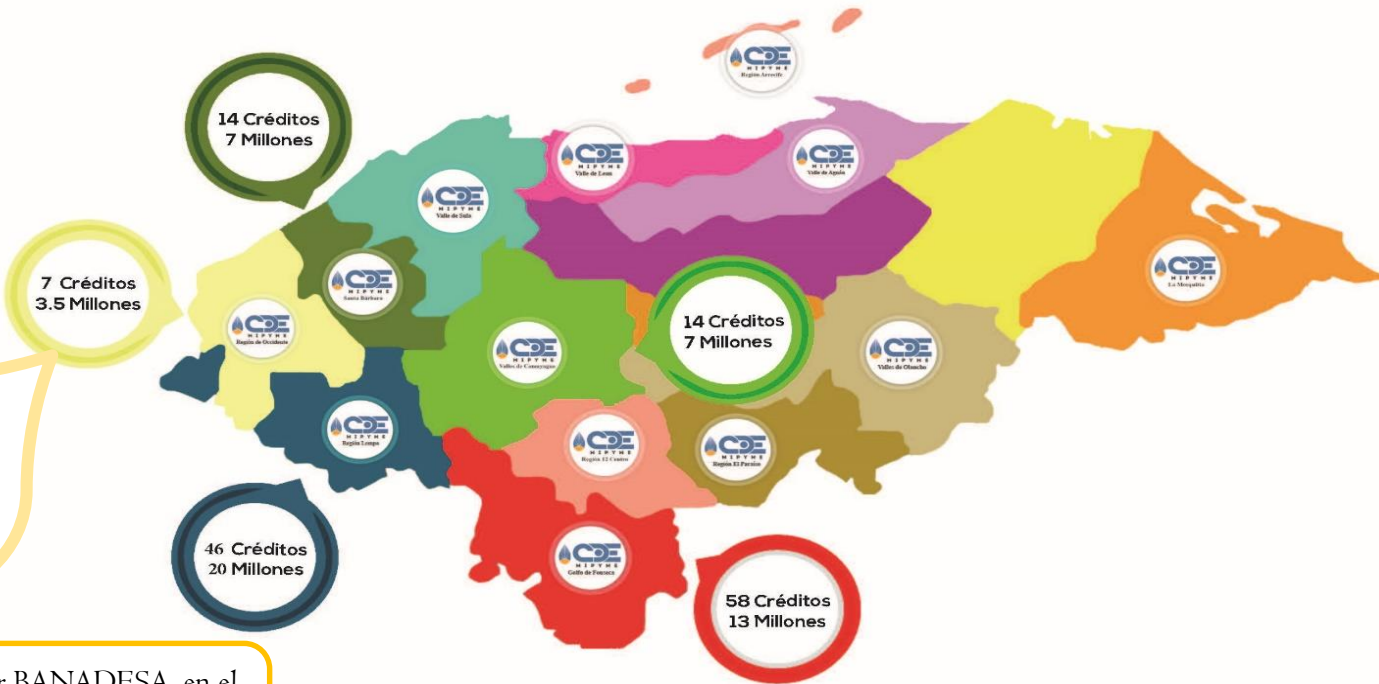 CDE
MIPYME
Región Arrecife
14 Créditos
7 Millones
CDE
MIPYME
Valle de Lean
CDE
MIPYME
Valle de Aguán
CDE
MIPYME
Valle de Sula
7 Créditos
3.5 Millones
CDE
MIPYME
Santa Bárbara
CDE
MIPYME
La Mosquitia
CDE
MIPYME
Región de Occidente
14 Créditos
7 Millones
CDE
MIPYME
Valles de Comayagua
CDE
MIPYME
Valles de Olancho
CDE
MIPYME
Región Lempa
CDE
MIPYME
Región El Centro
CDE
MIPYME
Región El Paraíso
46 Créditos
20 Millones
CDE
MIPYME
Golfo de Fonseca
58 Créditos
13 Millones
r BANADESA, en el